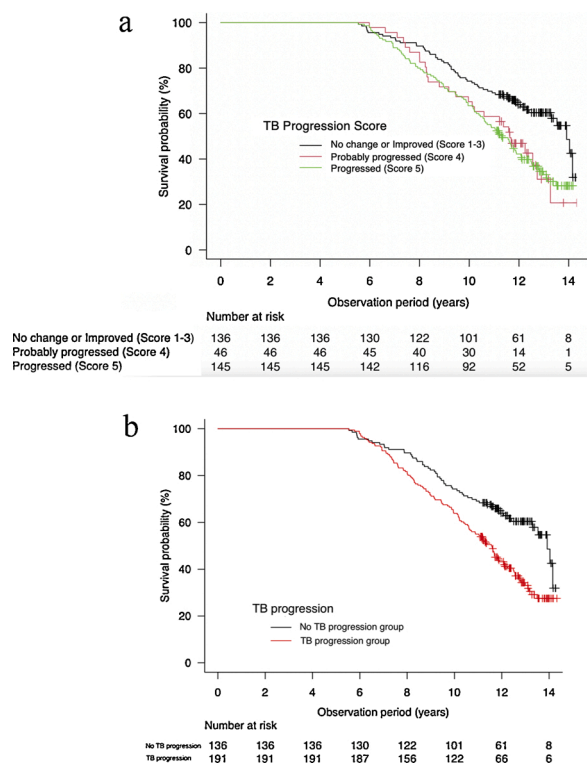 a
100
80
60
40
20
0
Survival probability (%)
TB Progression Score
No change or Improved (Score 1-3)
Probably progressed (Score 4)
Progressed (Score 5)
0 2 4 6 8 10 12 14
Observation period (years)
Number at risk
No change or Improved (Score 1-3) 136 136 136 130 122 101 61 8
Probably progressed (Score 4) 46 46 46 45 40 30 14 1
Progressed (Score 5) 145 145 145 142 116 92 52 5
b
100
80
60
40
20
0
Survival probability (%)
TB progression
No TB progression group
TB progression group
0 2 4 6 8 10 12 14
Observation period (years)
Number at risk
No TB progression 136 136 136 130 122 101 61 8
TB progression 191 191 191 187 156 122 66 6